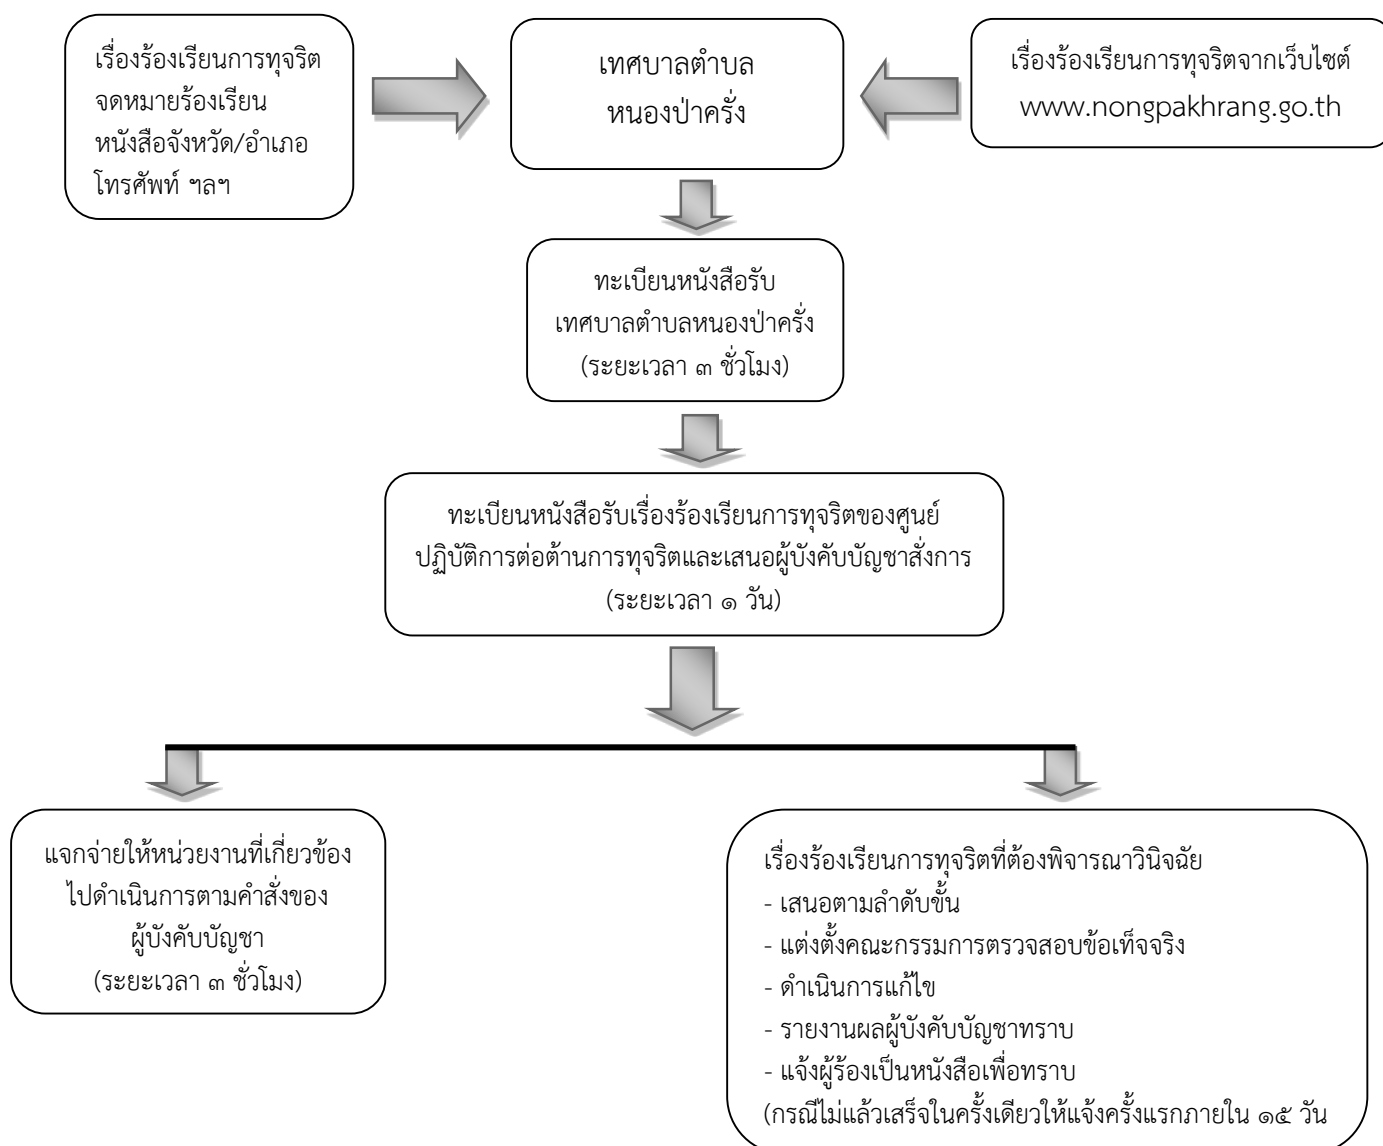 เรื่องร้องเรียนการทุจริต
จดหมายร้องเรียน
หนังสือจังหวัด/อำเภอ
โทรศัพท์ ฯลฯ
เทศบาลตำบล
หนองป่าครั่ง
เรื่องร้องเรียนการทุจริตจากเว็บไซต์
www.nongpakhrang.go.th
ทะเบียนหนังสือรับ
เทศบาลตำบลหนองป่าครั่ง
(ระยะเวลา ๓ ชั่วโมง)
ทะเบียนหนังสือรับเรื่องร้องเรียนการทุจริตของศูนย์
ปฏิบัติการต่อต้านการทุจริตและเสนอผู้บังคับบัญชาสั่งการ
(ระยะเวลา ๑ วัน)
แจกจ่ายให้หน่วยงานที่เกี่ยวข้อง
ไปดำเนินการตามคำสั่งของ
ผู้บังคับบัญชา
(ระยะเวลา ๓ ชั่วโมง)
เรื่องร้องเรียนการทุจริตที่ต้องพิจารณาวินิจฉัย
- เสนอตามลำดับขั้น
- แต่งตั้งคณะกรรมการตรวจสอบข้อเท็จจริง
- ดำเนินการแก้ไข
- รายงานผลผู้บังคับบัญชาทราบ
- แจ้งผู้ร้องเป็นหนังสือเพื่อทราบ
(กรณีไม่แล้วเสร็จในครั้งเดียวให้แจ้งครั้งแรกภายใน ๑๕ วัน